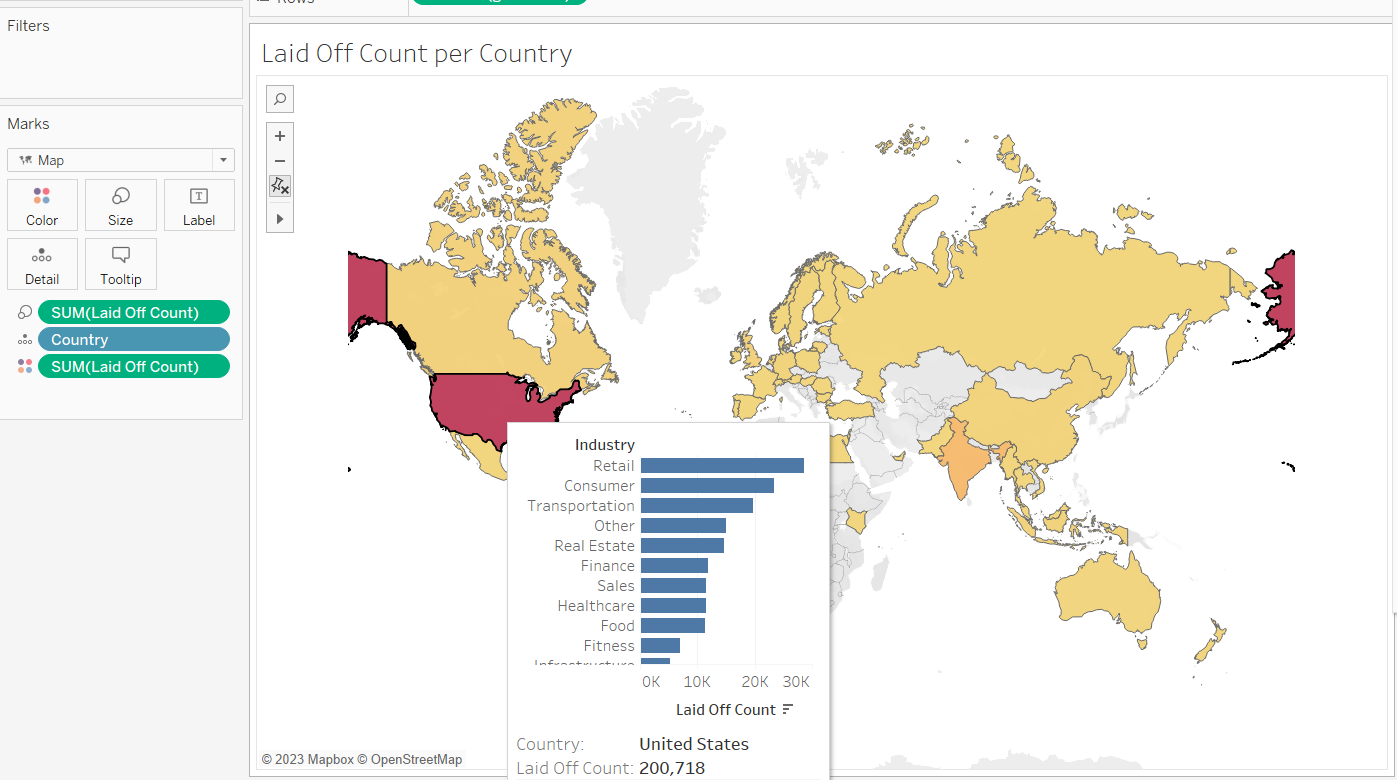 Rows
Filters
Laid Off Count per Country
Marks
Map
Color
Size
Label
Detail
Tooltip
SUM(Laid Off Count)
Country
SUM(Laid Off Count)
Industry
Retail
Consumer
Transportation
Other
Real Estate
Finance
Sales
Healthcare
Food
Fitness
Infrastructure
0K 10K 20K 30K
Laid Off Count
Country: United States
Laid Off Count: 200,718
© 2023 Mapbox © OpenStreetMap